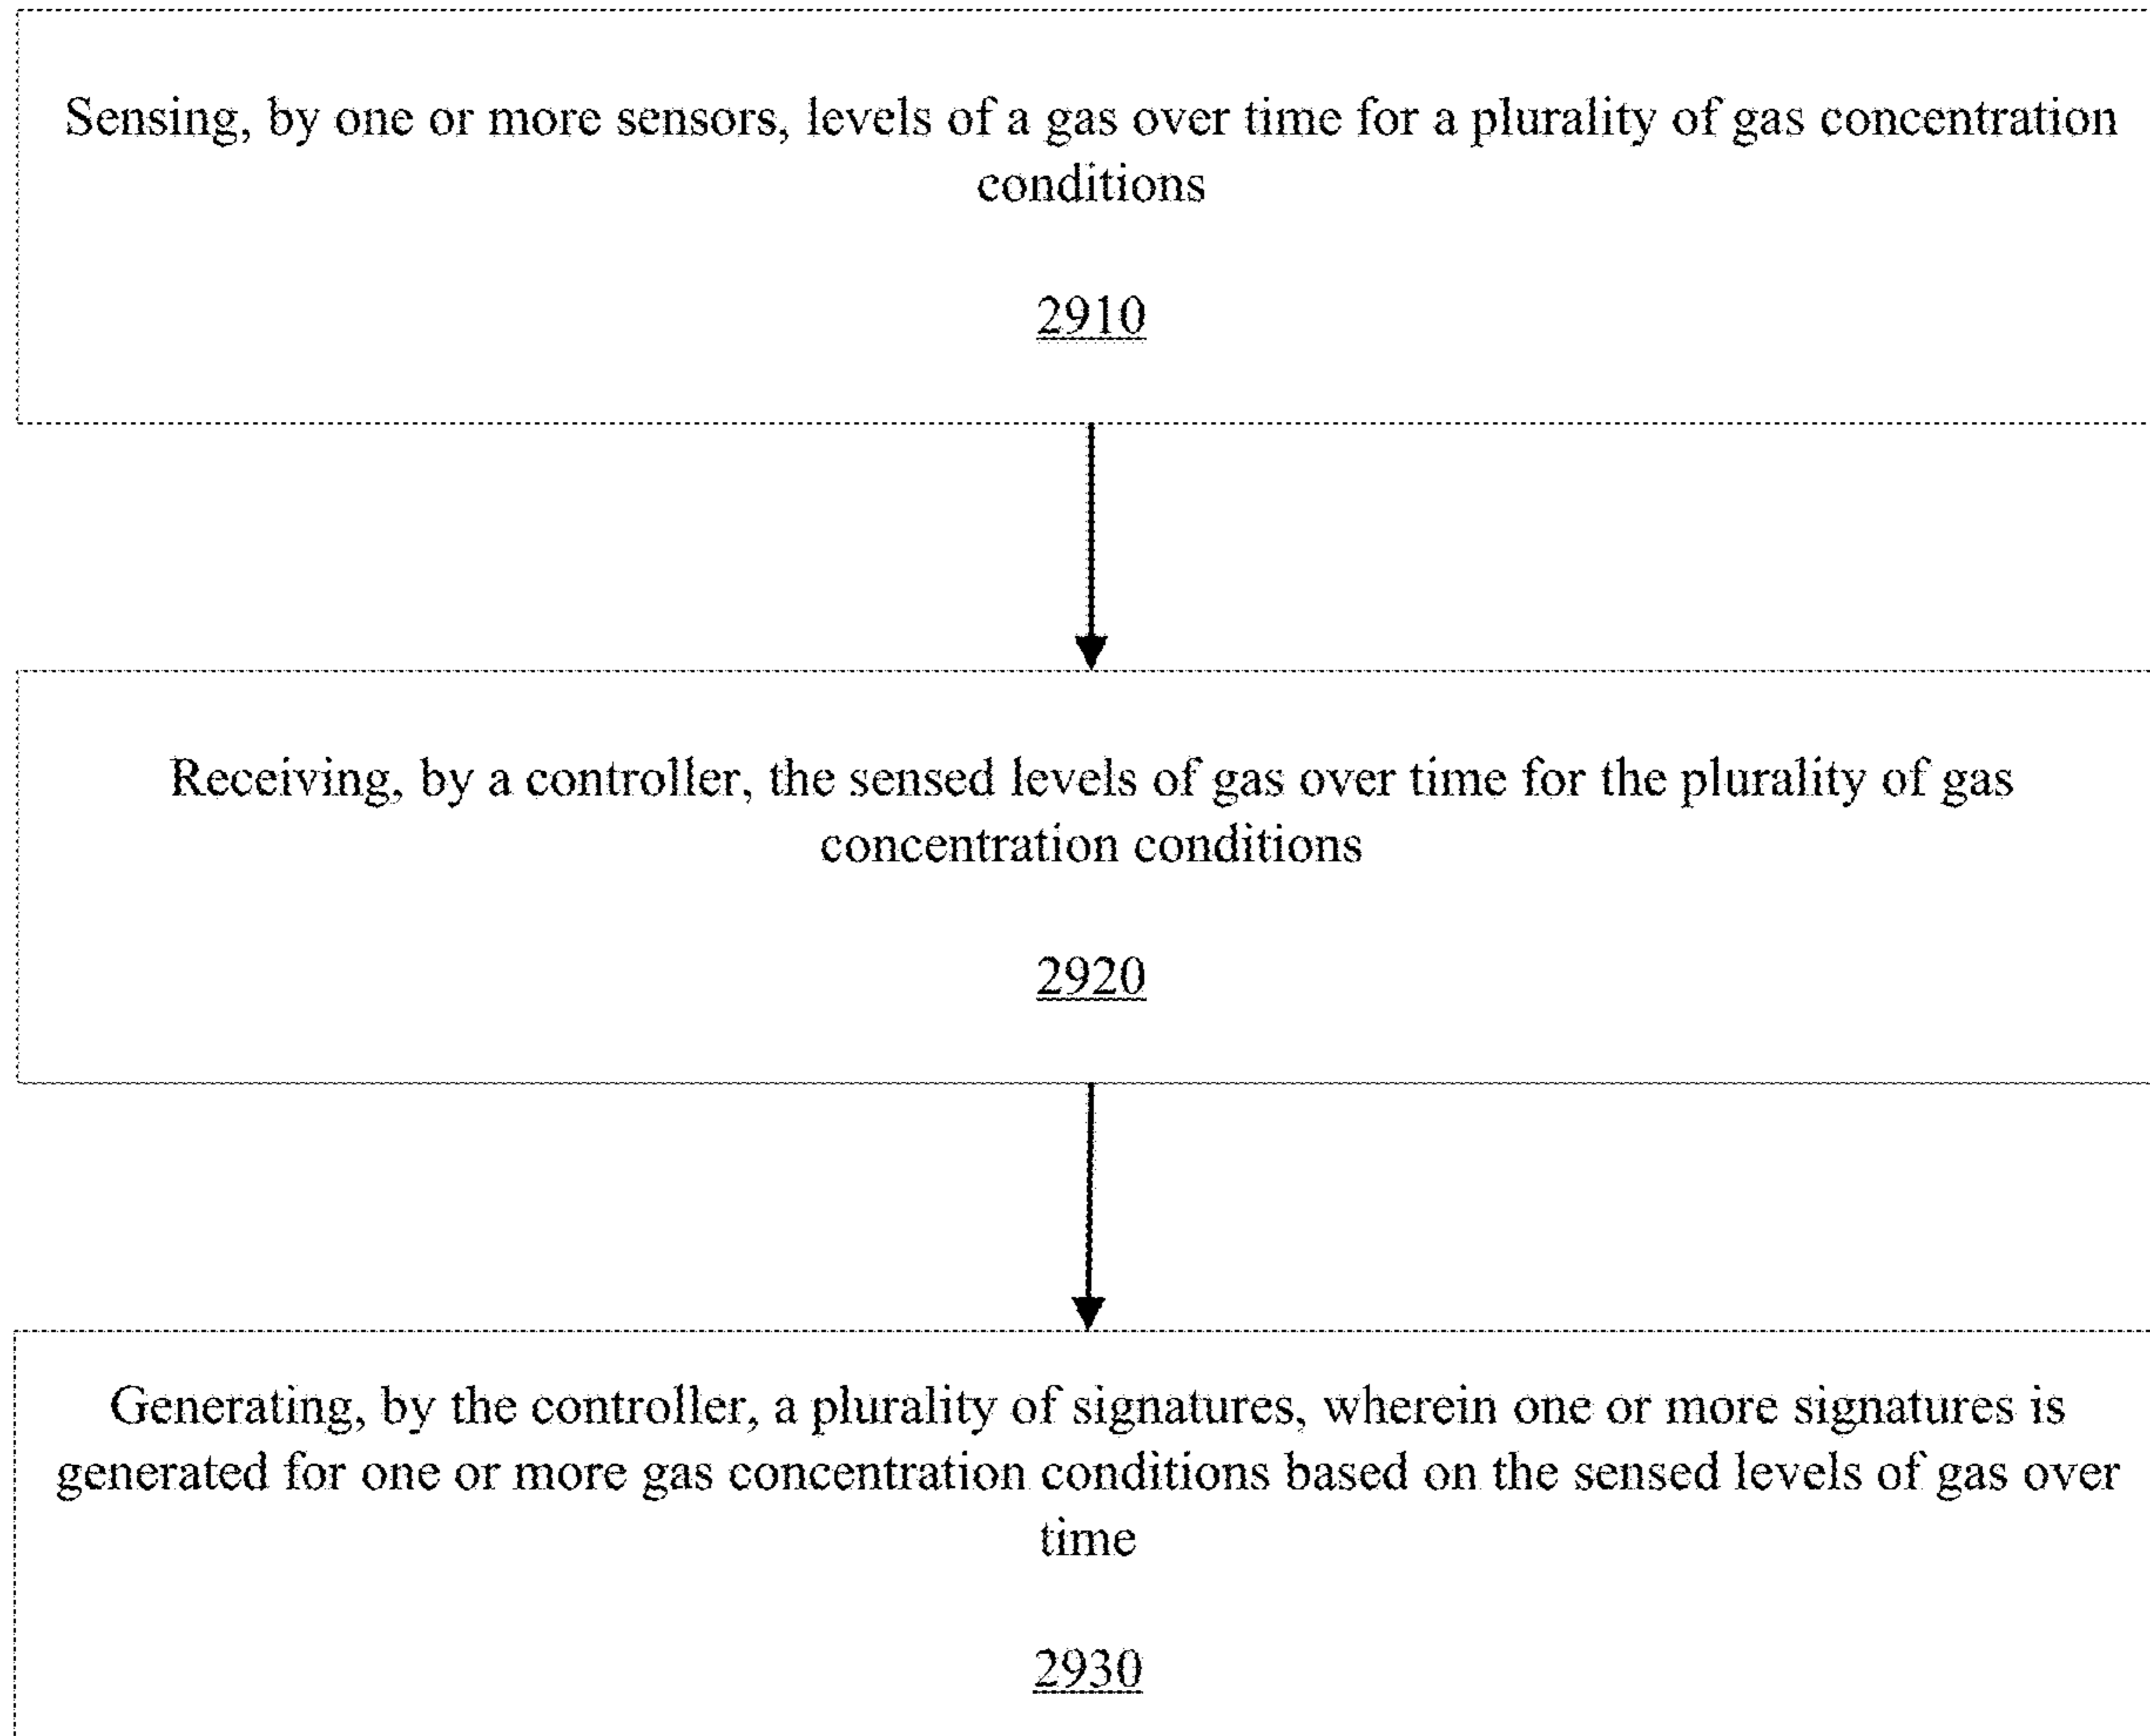 Sensing, by one or more sensors, levels of a gas over time for a plurality of gas concentration
conditions
2910
Receiving, by a controller, the sensed levels of gas over time for the plurality of gas
concentration conditions
2920
Generating, by the controller, a plurality of signatures, wherein one or more signatures is
generated for one or more gas concentration conditions based on the sensed levels of gas over
time
2930